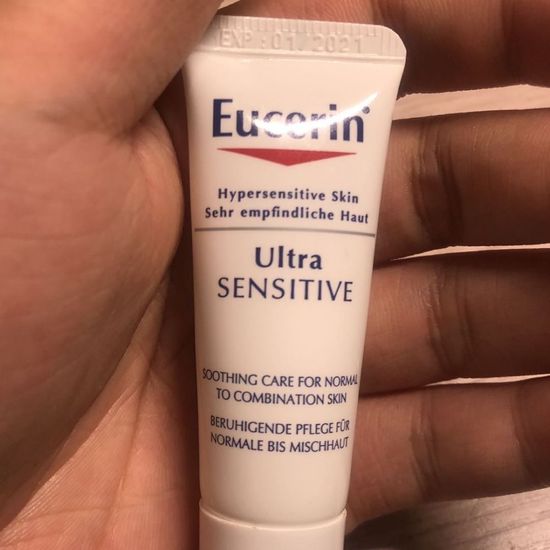 EXP : 01. 2021
Eucerin®
Hypersensitive Skin
Sehr empfindliche Haut
Ultra
SENSITIVE
SOOTHING CARE FOR NORMAL
TO COMBINATION SKIN
BERUHIGENDE PFLEGE FÜR
NORMALE BIS MISCHHAUT